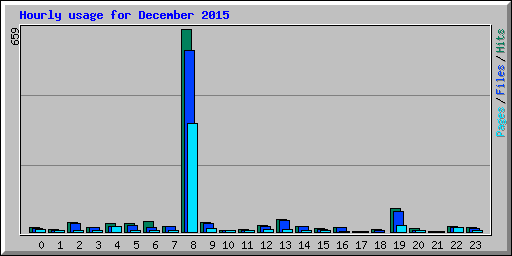 Hourly usage for December 2015
659
Pages/Files/Hits
0 1 2 3 4 5 6 7 8 9 10 11 12 13 14 15 16 17 18 19 20 21 22 23